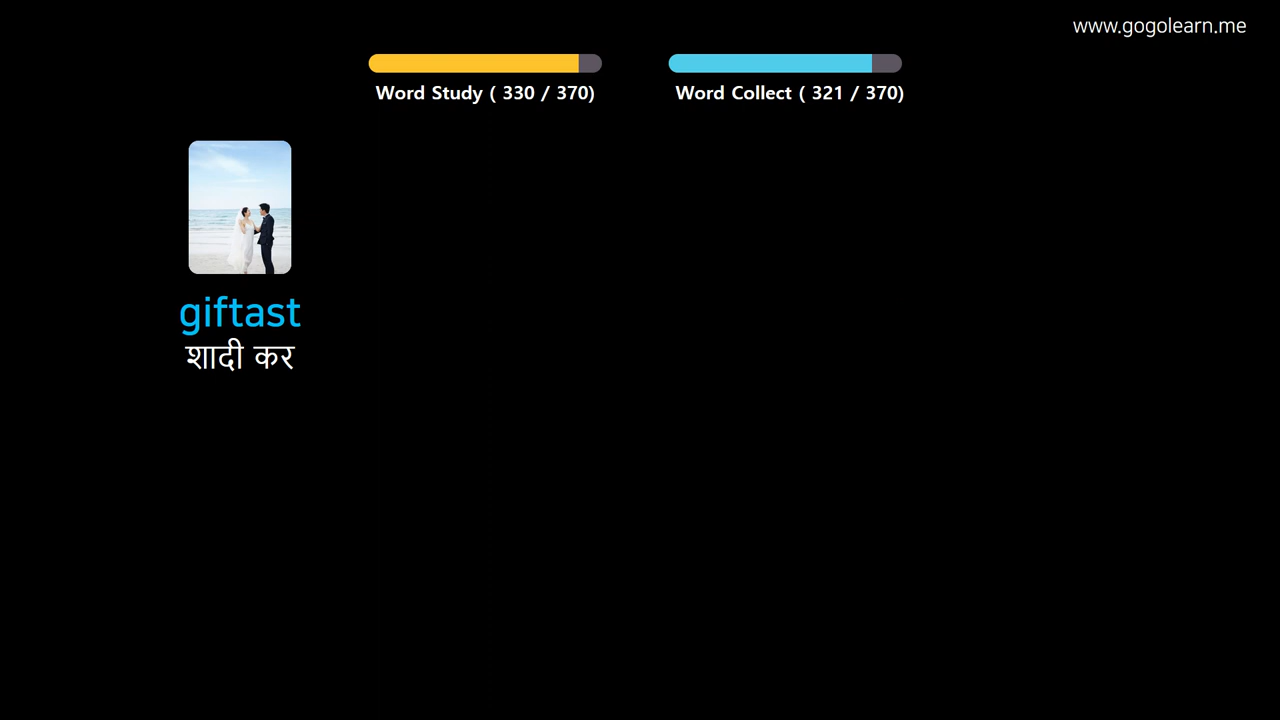 www.gogolearn.me
Word Study ( 330 / 370)
Word Collect ( 321 / 370)
giftast
शादी कर